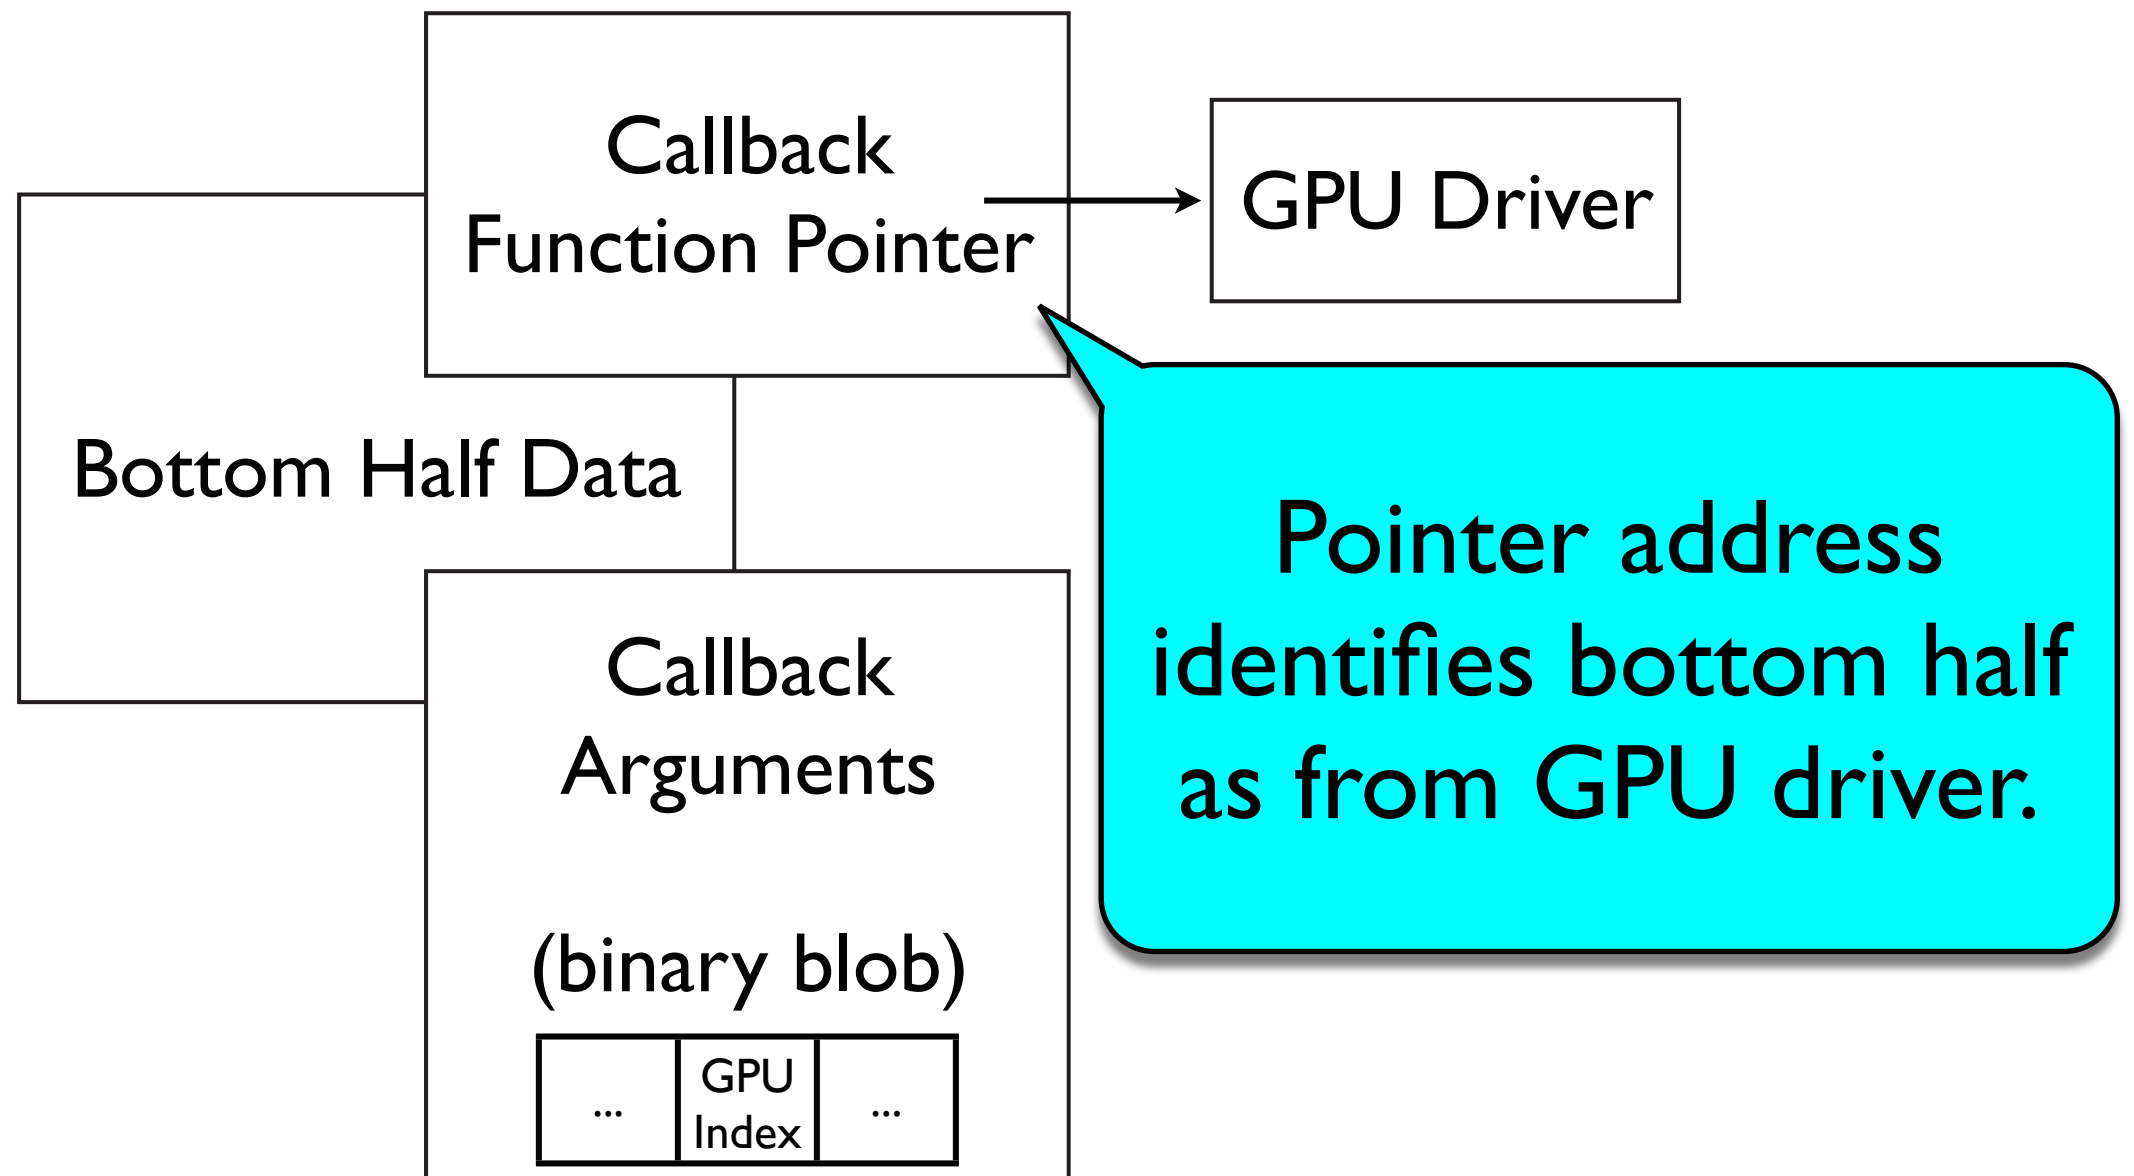 Callback
Function Pointer
GPU Driver
Bottom Half Data
Pointer address
identifies bottom half
as from GPU driver.
Callback
Arguments
(binary blob)
...
GPU
Index
...